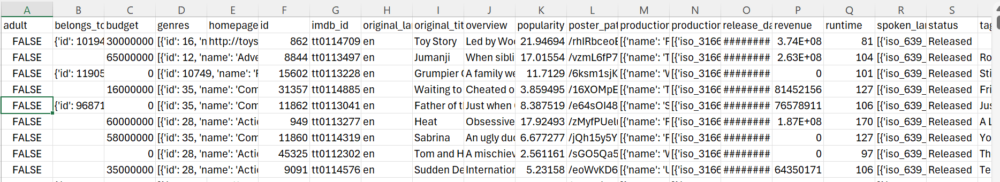 A B C D E F G H I J K L M N O P Q R S
adult belongs_to budget genres homepage id imdb_id original_la original_tit overview popularity poster_pat production production release_da revenue runtime spoken_lan status tag
FALSE {'id': 10194 30000000 [{'id': 16, 'n http://toys 862 tt0114709 en Toy Story Led by Woo 21.94694 /rhIRbceoE [{'name': 'P [{'iso_3166 ######## 3.74E+08 81 [{'iso_639_ Released
FALSE 65000000 [{'id': 12, 'name': 'Adve 8844 tt0113497 en Jumanji When sibli 17.01554 /vzmL6fP7 [{'name': 'T [{'iso_3166 ######## 2.63E+08 104 [{'iso_639_ Released Ro
FALSE {'id': 11905 0 [{'id': 10749, 'name': 'R 15602 tt0113228 en Grumpier A family we 11.7129 /6ksm1sjK [{'name': 'W [{'iso_3166 ######## 0 101 [{'iso_639_ Released Sti
FALSE 16000000 [{'id': 35, 'name': 'Com 31357 tt0114885 en Waiting to Cheated o 3.859495 /16XOMpE [{'name': 'T [{'iso_3166 ######## 81452156 127 [{'iso_639_ Released Fri
FALSE {'id': 96871 0 [{'id': 35, 'name': 'Com 11862 tt0113041 en Father of t Just when 8.387519 /e64sOI48 [{'name': 'S [{'iso_3166 ######## 76578911 106 [{'iso_639_ Released Jus
FALSE 60000000 [{'id': 28, 'name': 'Acti 949 tt0113277 en Heat Obsessive 17.92493 /zMyfPUel [{'name': 'R [{'iso_3166 ######## 1.87E+08 170 [{'iso_639_ Released A L
FALSE 58000000 [{'id': 35, 'name': 'Com 11860 tt0114319 en Sabrina An ugly duc 6.677277 /jQh15y5Y [{'name': 'P [{'iso_3166 ######## 0 127 [{'iso_639_ Released Yo
FALSE 0 [{'id': 28, 'name': 'Acti 45325 tt0112302 en Tom and H A mischiev 2.561161 /sGO5Qa5 [{'name': 'W [{'iso_3166 ######## 0 97 [{'iso_639_ Released Th
FALSE 35000000 [{'id': 28, 'name': 'Acti 9091 tt0114576 en Sudden De Internation 5.23158 /eoWvKD6 [{'name': 'U [{'iso_3166 ######## 64350171 106 [{'iso_639_ Released Te